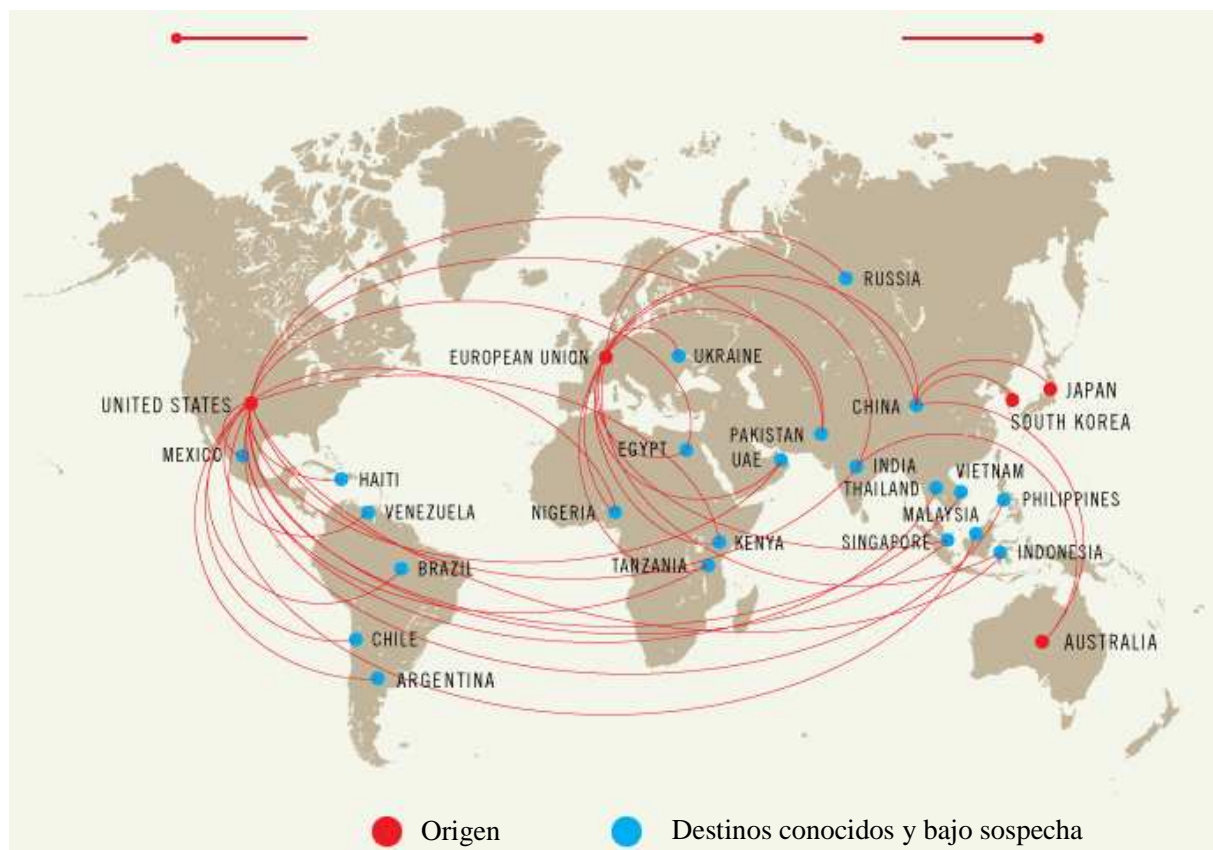 RUSSIA
EUROPEAN UNION
UKRAINE
JAPAN
UNITED STATES
CHINA
SOUTH KOREA
MEXICO
EGYPT
PAKISTAN
UAE
INDIA
VIETNAM
HAITI
THAILAND
PHILIPPINES
VENEZUELA
NIGERIA
MALAYSIA
KENYA
SINGAPORE
INDONESIA
BRAZIL
TANZANIA
CHILE
AUSTRALIA
ARGENTINA
Origen
Destinos conocidos y bajo sospecha